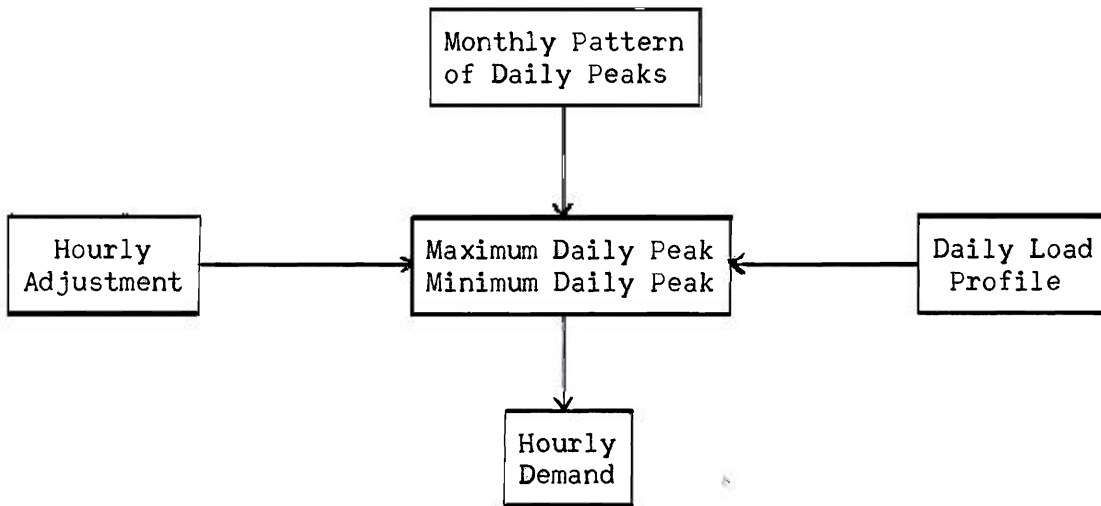 Monthly Pattern
of Daily Peaks
Hourly
Adjustment
Maximum Daily Peak
Minimum Daily Peak
Daily Load
Profile
Hourly
Demand